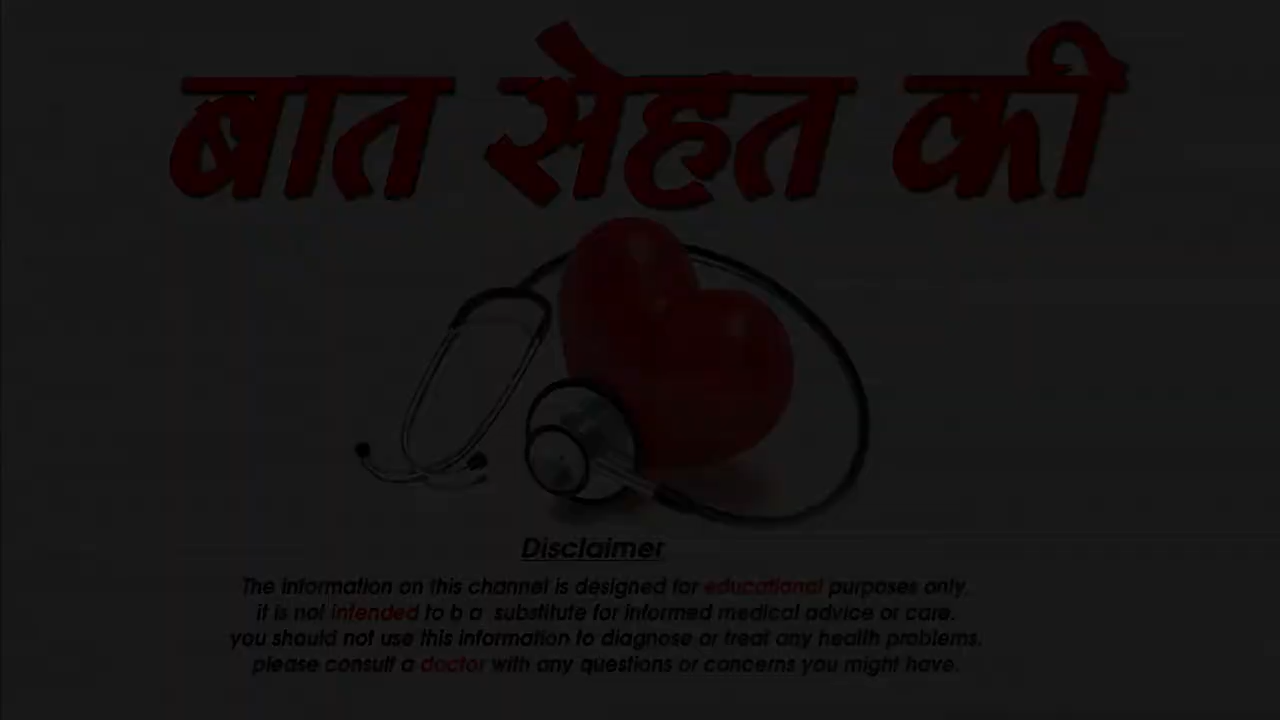 बात सेहत की
Disclaimer
The information on this channel is designed for educational purposes only.
it is not intended to b a substitute for informed medical advice or care.
you should not use this information to diagnose or treat any health problems.
please consult a doctor with any questions or concerns you might have.